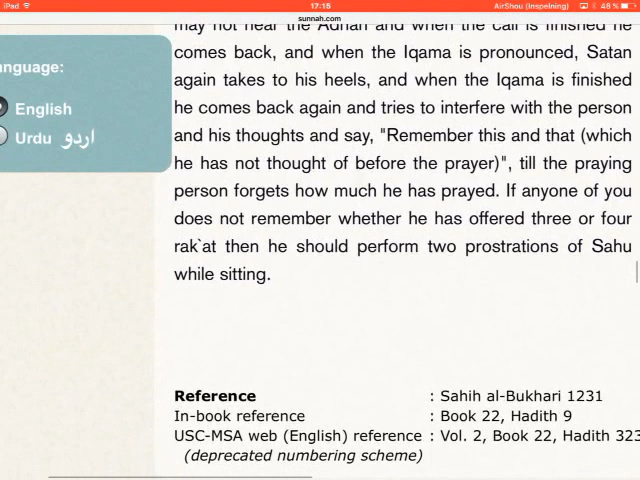 iPad 17:15 AirShou (Inspelning) 48 %
sunnah.com
may not hear the Adhan and when the call is finished he
comes back, and when the Iqama is pronounced, Satan
again takes to his heels, and when the Iqama is finished
he comes back again and tries to interfere with the person
and his thoughts and say, "Remember this and that (which
he has not thought of before the prayer)", till the praying
person forgets how much he has prayed. If anyone of you
does not remember whether he has offered three or four
rak`at then he should perform two prostrations of Sahu
while sitting.
anguage:
English
Urdu اردو
Reference : Sahih al-Bukhari 1231
In-book reference : Book 22, Hadith 9
USC-MSA web (English) reference : Vol. 2, Book 22, Hadith 323
(deprecated numbering scheme)